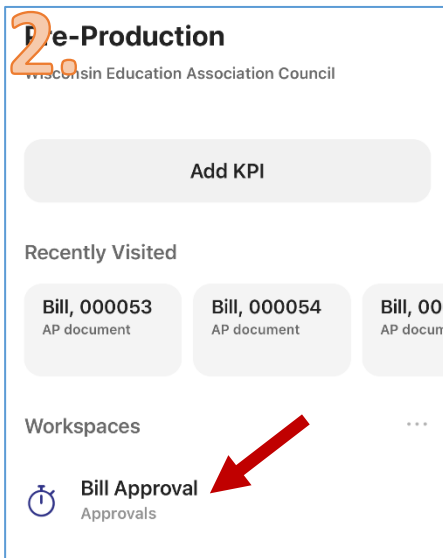 2.
Pre-Production
Wisconsin Education Association Council
Add KPI
Recently Visited
Bill, 000053
AP document
Bill, 000054
AP document
Bill, 00
AP docum
Workspaces
...
Bill Approval
Approvals